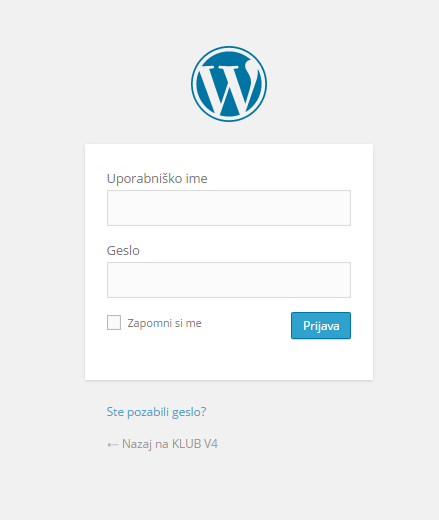 Uporabniško ime
Geslo
Zapomni si me
Prijava
Ste pozabili geslo?
← Nazaj na KLUB V4